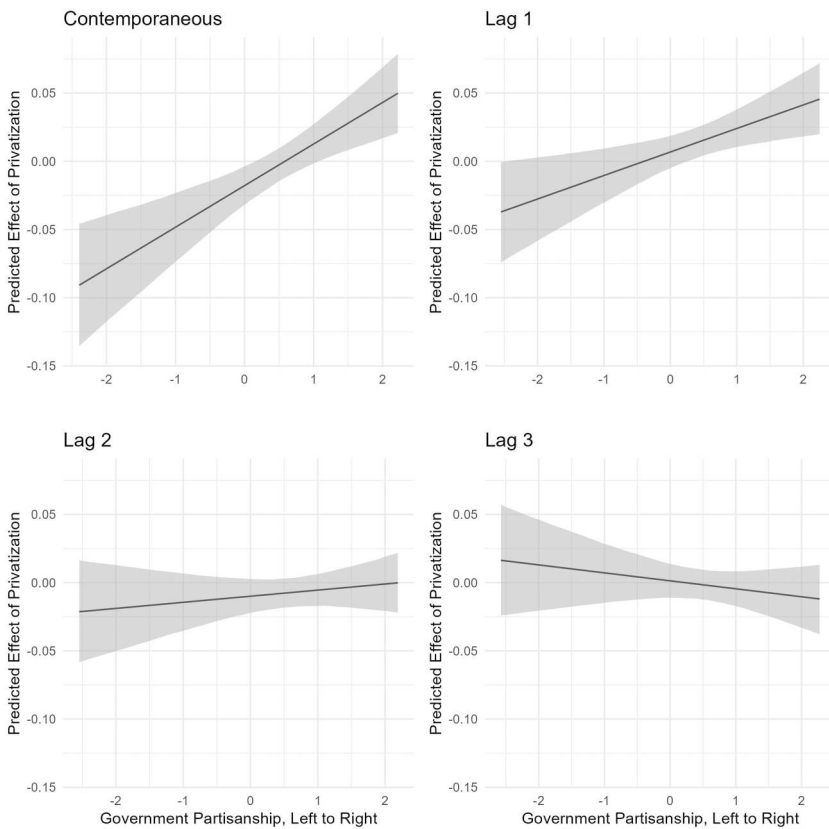 Contemporaneous
Predicted Effect of Privatization
0.05
0.00
-0.05
-0.10
-0.15
-2 -1 0 1 2
Lag 1
Predicted Effect of Privatization
0.05
0.00
-0.05
-0.10
-0.15
-2 -1 0 1 2
Lag 2
Predicted Effect of Privatization
0.05
0.00
-0.05
-0.10
-0.15
-2 -1 0 1 2
Government Partisanship, Left to Right
Lag 3
Predicted Effect of Privatization
0.05
0.00
-0.05
-0.10
-0.15
-2 -1 0 1 2
Government Partisanship, Left to Right